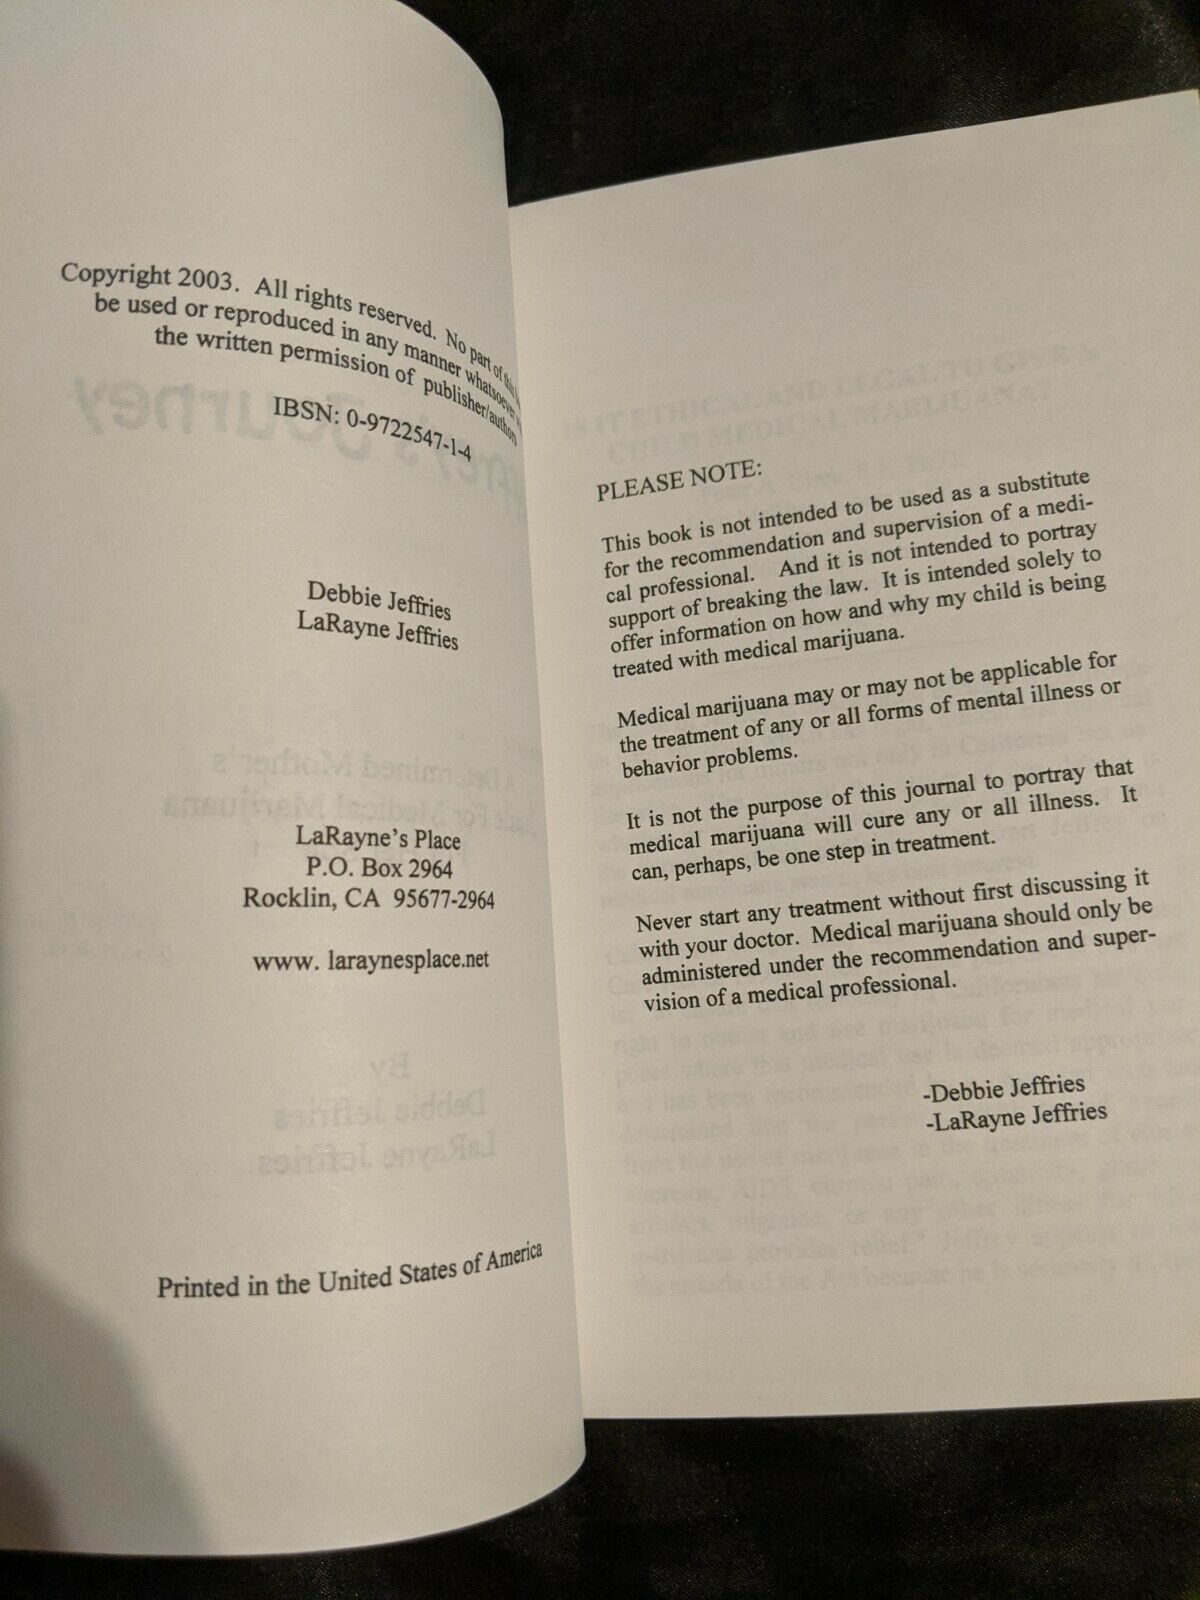 Copyright 2003. All rights reserved. No part of this
be used or reproduced in any manner whatsoever
the written permission of publisher/authors
IBSN: 0-9722547-1-4
Debbie Jeffries
LaRayne Jeffries
LaRayne's Place
P.O. Box 2964
Rocklin, CA 95677-2964
www. laraynesplace.net
Printed in the United States of America
PLEASE NOTE:
This book is not intended to be used as a substitute
for the recommendation and supervision of a medi-
cal professional. And it is not intended to portray
support of breaking the law. It is intended solely to
offer information on how and why my child is being
treated with medical marijuana.
Medical marijuana may or may not be applicable for
the treatment of any or all forms of mental illness or
behavior problems.
It is not the purpose of this journal to portray that
medical marijuana will cure any or all illness. It
can, perhaps, be one step in treatment.
Never start any treatment without first discussing it
with your doctor. Medical marijuana should only be
administered under the recommendation and super-
vision of a medical professional.
-Debbie Jeffries
-LaRayne Jeffries